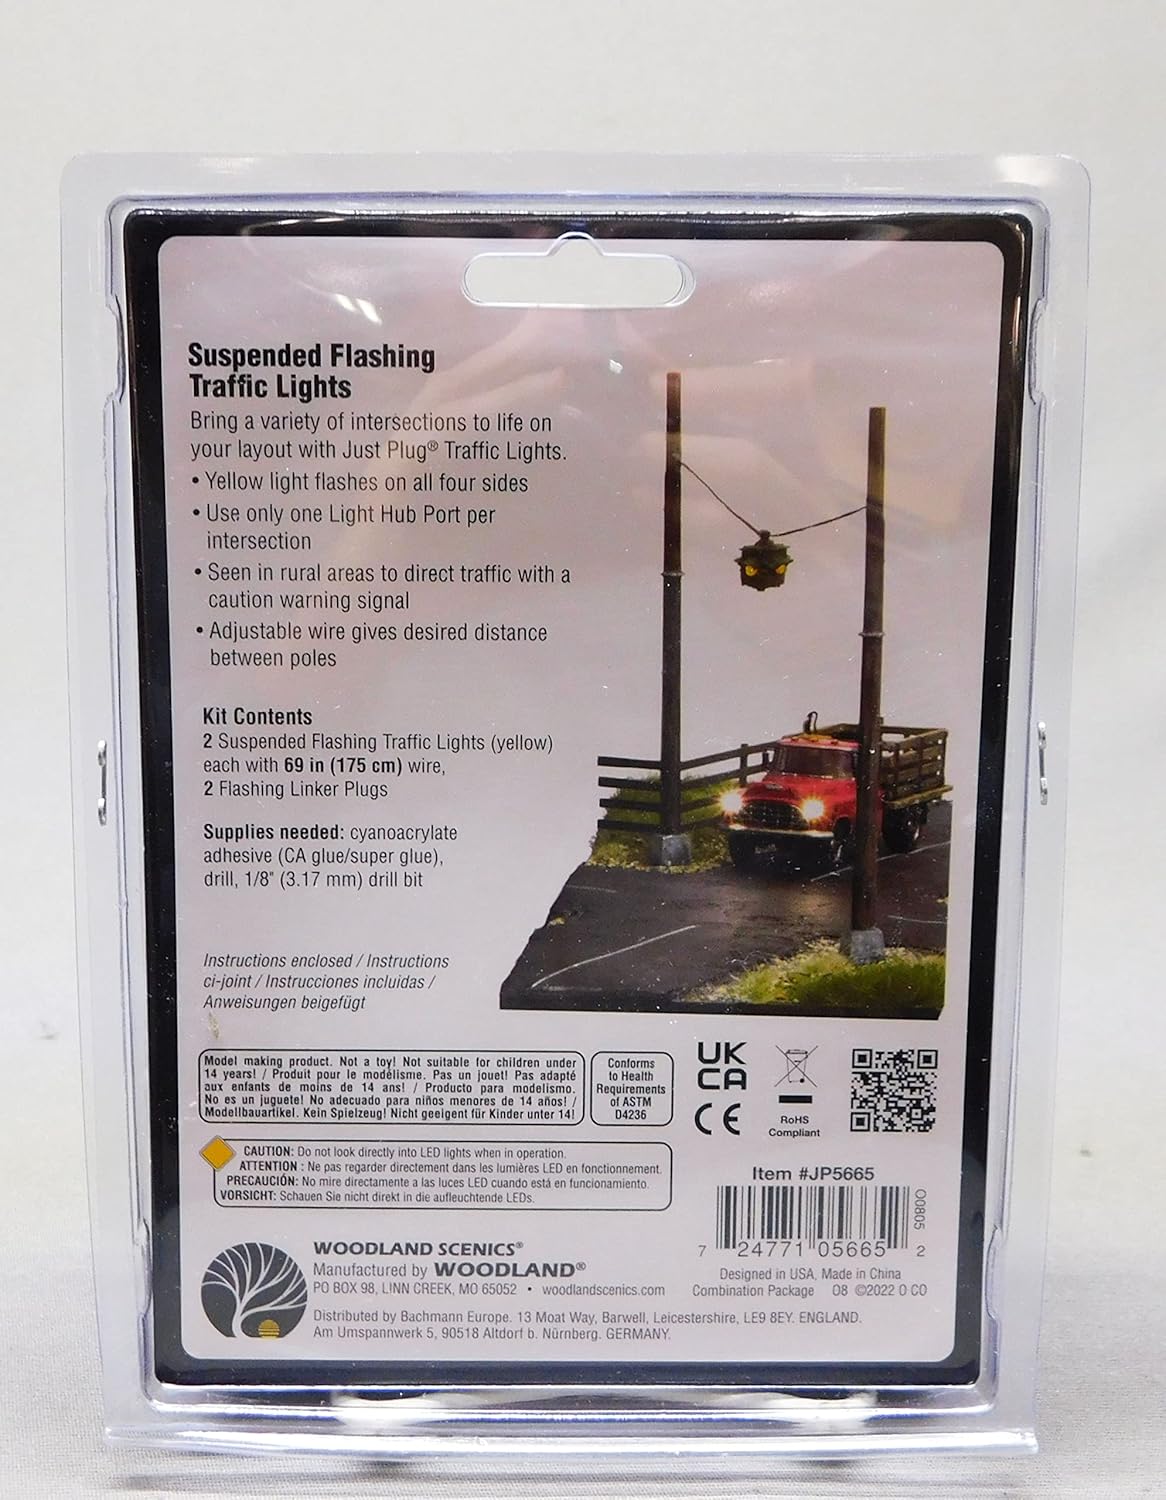 Suspended Flashing
Traffic Lights
Bring a variety of intersections to life on
your layout with Just Plug® Traffic Lights.
• Yellow light flashes on all four sides
• Use only one Light Hub Port per
intersection
• Seen in rural areas to direct traffic with a
caution warning signal
• Adjustable wire gives desired distance
between poles
Kit Contents
2 Suspended Flashing Traffic Lights (yellow)
each with 69 in (175 cm) wire,
2 Flashing Linker Plugs
Supplies needed: cyanoacrylate
adhesive (CA glue/super glue),
drill, 1/8" (3.17 mm) drill bit
Instructions enclosed / Instructions
ci-joint / Instrucciones incluidas /
Anweisungen beigefügt
Model making product. Not a toy! Not suitable for children under
14 years! / Produit pour le modélisme. Pas un jouet! Pas adapté
aux enfants de moins de 14 ans! / Producto para modelismo.
No es un juguete! No adecuado para niños menores de 14 años! /
Modellbauartikel. Kein Spielzeug! Nicht geeigent für Kinder unter 14!
Conforms
to Health
Requirements
of ASTM
D4236
UK
CA
CE
RoHS
Compliant
CAUTION: Do not look directly into LED lights when in operation.
ATTENTION : Ne pas regarder directement dans les lumières LED en fonctionnement.
PRECAUCIÓN: No mire directamente a las luces LED cuando está en funcionamiento.
VORSICHT: Schauen Sie nicht direkt in die aufleuchtende LEDs.
Item #JP5665
O0805
7 24771 05665 2
WOODLAND SCENICS®
Manufactured by WOODLAND®
PO BOX 98, LINN CREEK, MO 65052 • woodlandscenics.com
Designed in USA, Made in China
Combination Package 08 ©2022 O CO
Distributed by Bachmann Europe. 13 Moat Way, Barwell, Leicestershire, LE9 8EY. ENGLAND.
Am Umspannwerk 5, 90518 Altdorf b. Nürnberg. GERMANY.